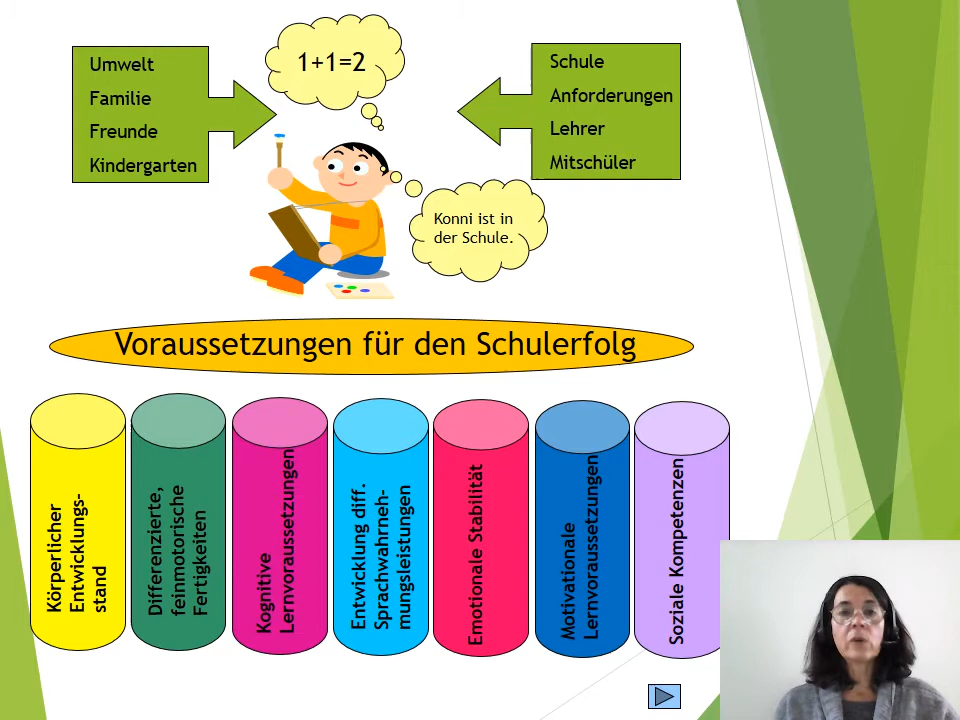 Umwelt
Familie
Freunde
Kindergarten
1+1=2
Schule
Anforderungen
Lehrer
Mitschüler
Konni ist in
der Schule.
Voraussetzungen für den Schulerfolg
Körperlicher
Entwicklungs-
stand
Differenzierte,
feinmotorische
Fertigkeiten
Kognitive
Lernvoraussetzungen
Entwicklung diff.
Sprachwahrneh-
mungsleistungen
Emotionale Stabilität
Motivationale
Lernvoraussetzungen
Soziale Kompetenzen